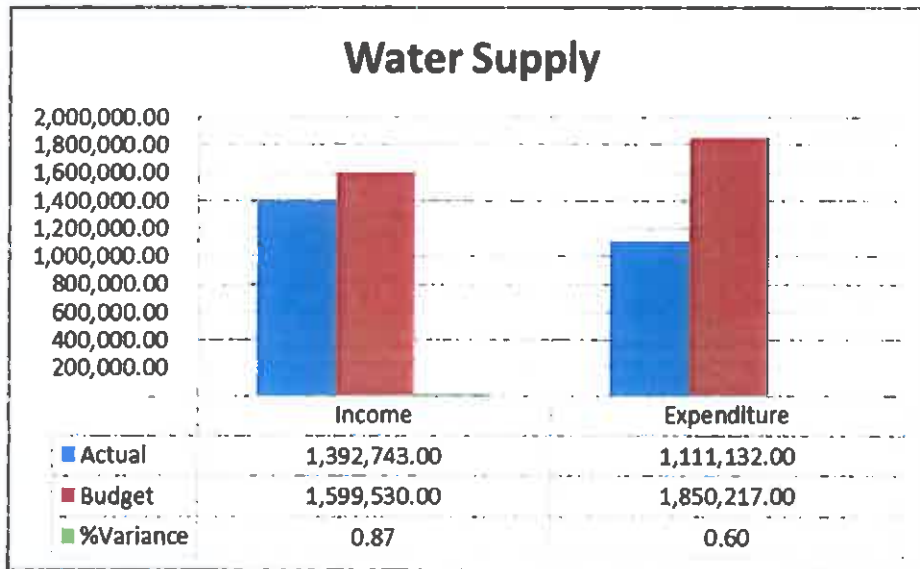 Water Supply
2,000,000.00
1,800,000.00
1,600,000.00
1,400,000.00
1,200,000.00
1,000,000.00
800,000.00
600,000.00
400,000.00
200,000.00
-
Income Expenditure
Actual 1,392,743.00 1,111,132.00
Budget 1,599,530.00 1,850,217.00
%Variance 0.87 0.60